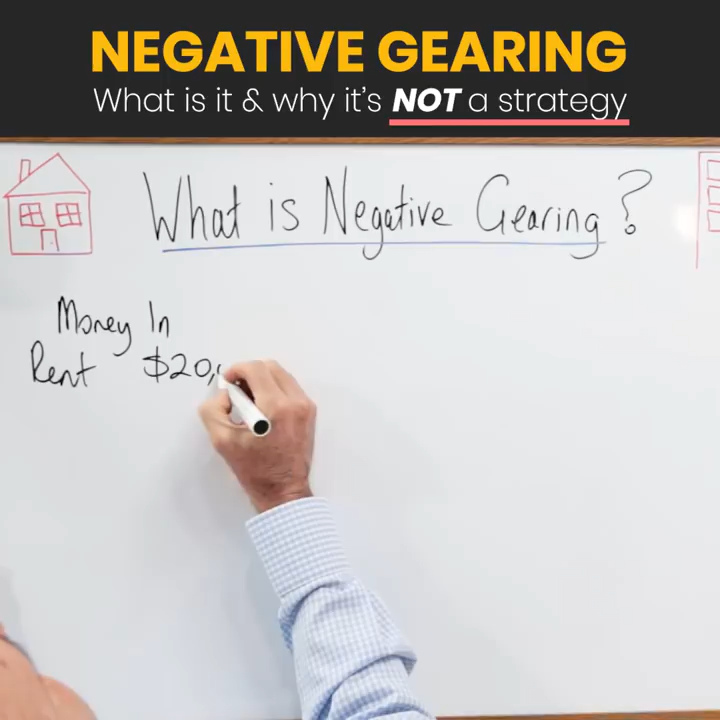 NEGATIVE GEARING
What is it & why it's NOT a strategy
What is Negative Gearing?
Money In
Rent $20,